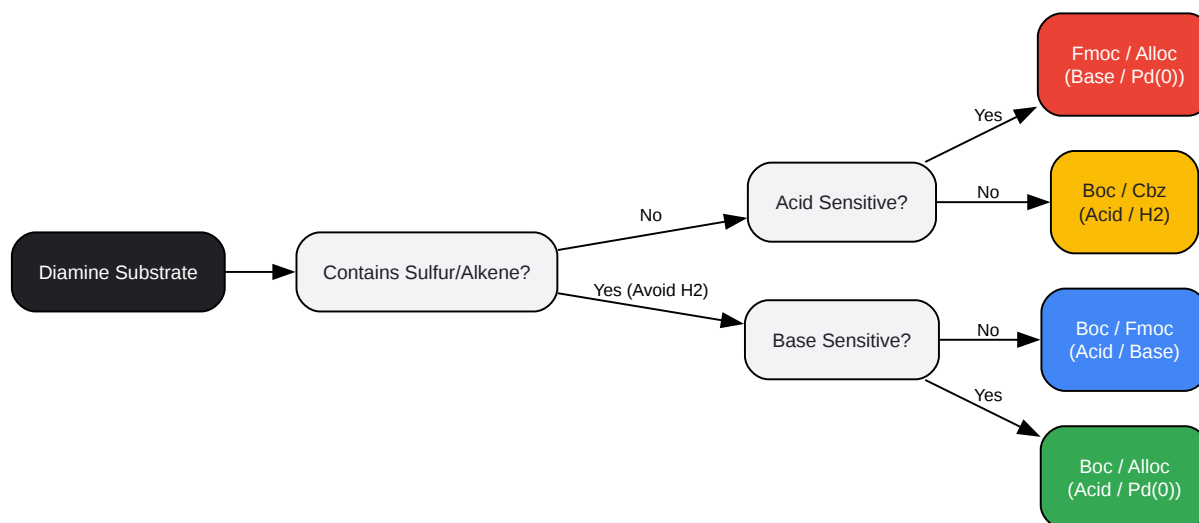 Diamine Substrate
Contains Sulfur/Alkene?
No
Yes (Avoid H2)
Acid Sensitive?
Base Sensitive?
Yes
No
No
Yes
Fmoc / Alloc
(Base / Pd(0))
Boc / Cbz
(Acid / H2)
Boc / Fmoc
(Acid / Base)
Boc / Alloc
(Acid / Pd(0))